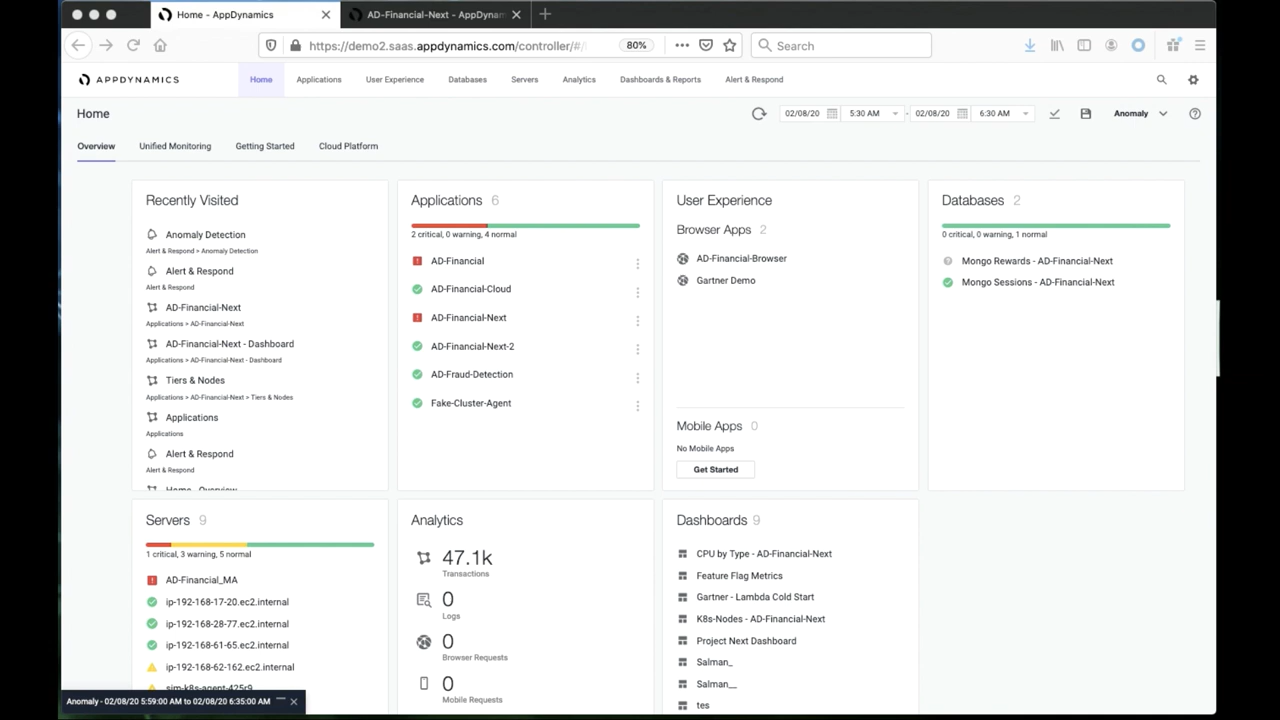 Home - AppDynamics
AD-Financial-Next - AppDynam
https://demo2.saas.appdynamics.com/controller/#/
80%
Search
APPDYNAMICS
Home
Applications
User Experience
Databases
Servers
Analytics
Dashboards & Reports
Alert & Respond
Home
02/08/20
5:30 AM
-
02/08/20
6:30 AM
Anomaly
Overview
Unified Monitoring
Getting Started
Cloud Platform
Recently Visited
Anomaly Detection
Alert & Respond > Anomaly Detection
Alert & Respond
Alert & Respond
AD-Financial-Next
Applications > AD-Financial-Next
AD-Financial-Next - Dashboard
Applications > AD-Financial-Next - Dashboard
Tiers & Nodes
Applications > AD-Financial-Next > Tiers & Nodes
Applications
Applications
Alert & Respond
Alert & Respond
Home - Overview
Applications 6
2 critical, 0 warning, 4 normal
AD-Financial
AD-Financial-Cloud
AD-Financial-Next
AD-Financial-Next-2
AD-Fraud-Detection
Fake-Cluster-Agent
User Experience
Browser Apps 2
AD-Financial-Browser
Gartner Demo
Mobile Apps 0
No Mobile Apps
Get Started
Databases 2
0 critical, 0 warning, 1 normal
Mongo Rewards - AD-Financial-Next
Mongo Sessions - AD-Financial-Next
Servers 9
1 critical, 3 warning, 5 normal
AD-Financial_MA
ip-192-168-17-20.ec2.internal
ip-192-168-28-77.ec2.internal
ip-192-168-61-65.ec2.internal
ip-192-168-62-162.ec2.internal
sim-k8s-agent-425r9
Analytics
47.1k
Transactions
0
Logs
0
Browser Requests
0
Mobile Requests
Dashboards 9
CPU by Type - AD-Financial-Next
Feature Flag Metrics
Gartner - Lambda Cold Start
K8s-Nodes - AD-Financial-Next
Project Next Dashboard
Salman_
Salman__
tes
Anomaly - 02/08/20 5:59:00 AM to 02/08/20 6:35:00 AM